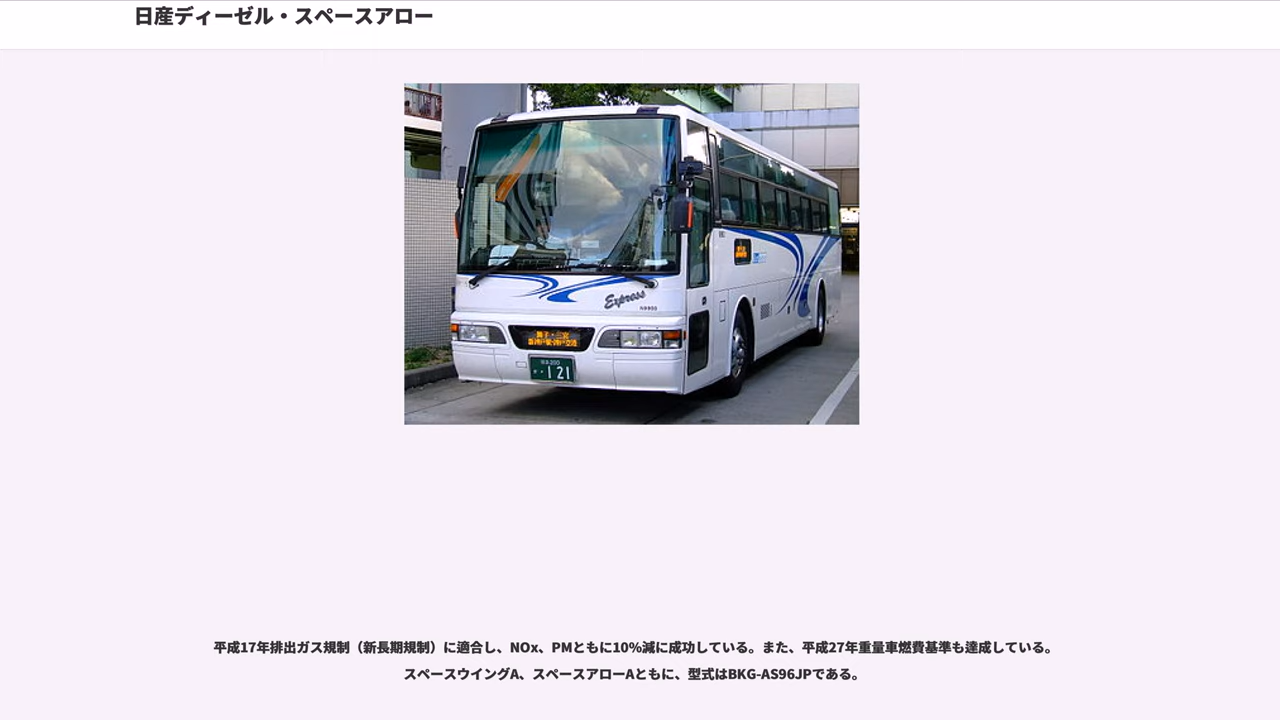 日産ディーゼル・スペースアロー
Express
121
平成17年排出ガス規制（新長期規制）に適合し、NOx、PMともに10%減に成功している。また、平成27年重量車燃費基準も達成している。
スペースウイングA、スペースアローAともに、型式はBKG-AS96JPである。